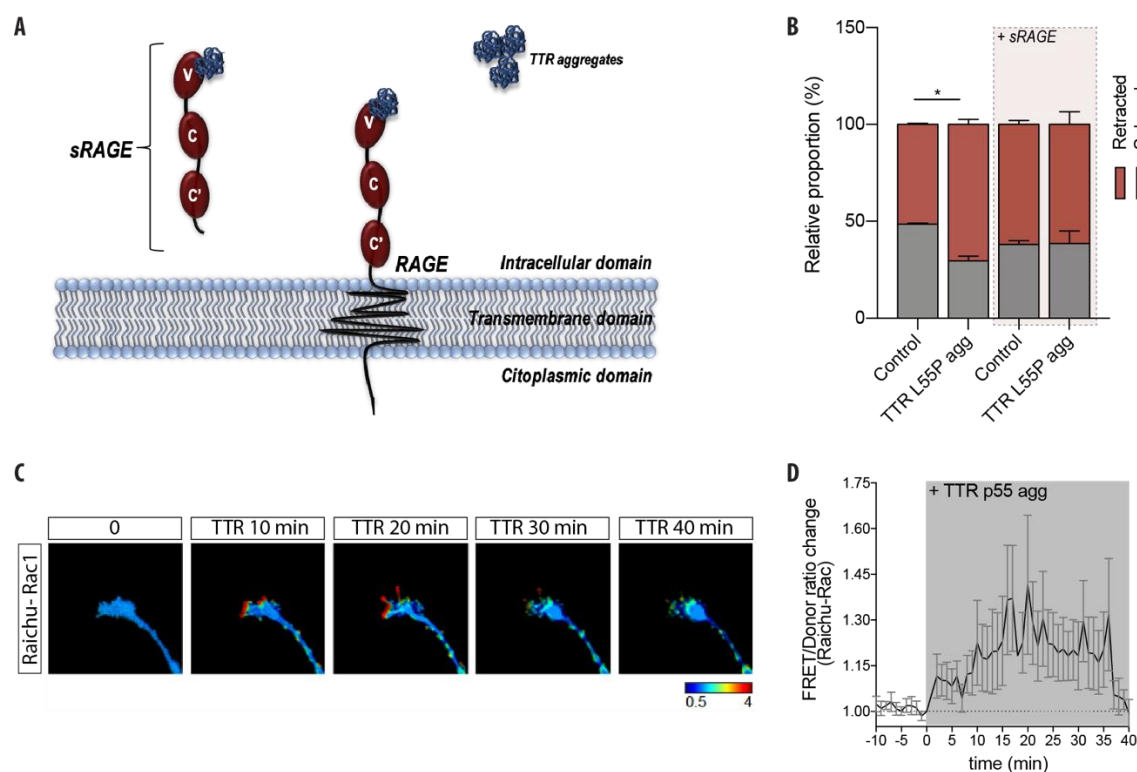 A
sRAGE
V
C
C'
V
C
C'
RAGE
TTR aggregates
Intracellular domain
Transmembrane domain
Citoplasmic domain
B
Relative proportion (%)
150
100
50
0
+ sRAGE
*
Control
TTR L55P agg
Control
TTR L55P agg
Retracted
C
Raichu-Rac1
0
TTR 10 min
TTR 20 min
TTR 30 min
TTR 40 min
0.5 4
D
FRET/Donor ratio change
(Raichu-Rac)
1.75
1.60
1.45
1.30
1.15
1.00
+ TTR p55 agg
-10 -5 0 5 10 15 20 25 30 35 40
time (min)